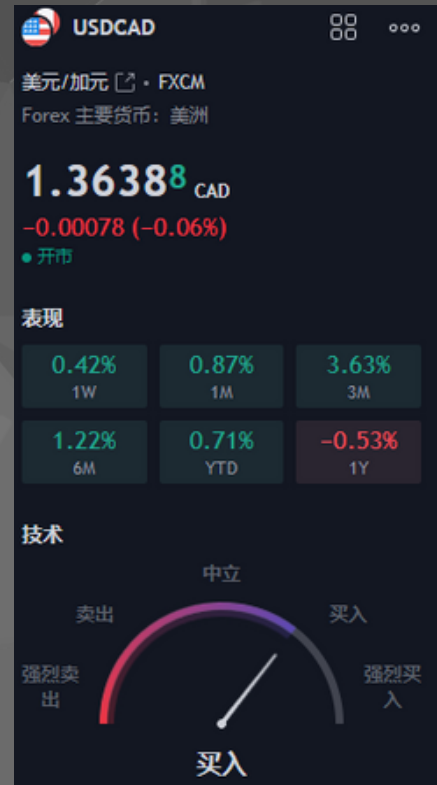 USDCAD
美元/加元 • FXCM
Forex 主要货币：美洲
1.36388 CAD
−0.00078 (−0.06%)
开市
表现
0.42% 0.87% 3.63%
1W 1M 3M
1.22% 0.71% −0.53%
6M YTD 1Y
技术
中立
卖出 买入
强烈卖出 强烈买入
买入